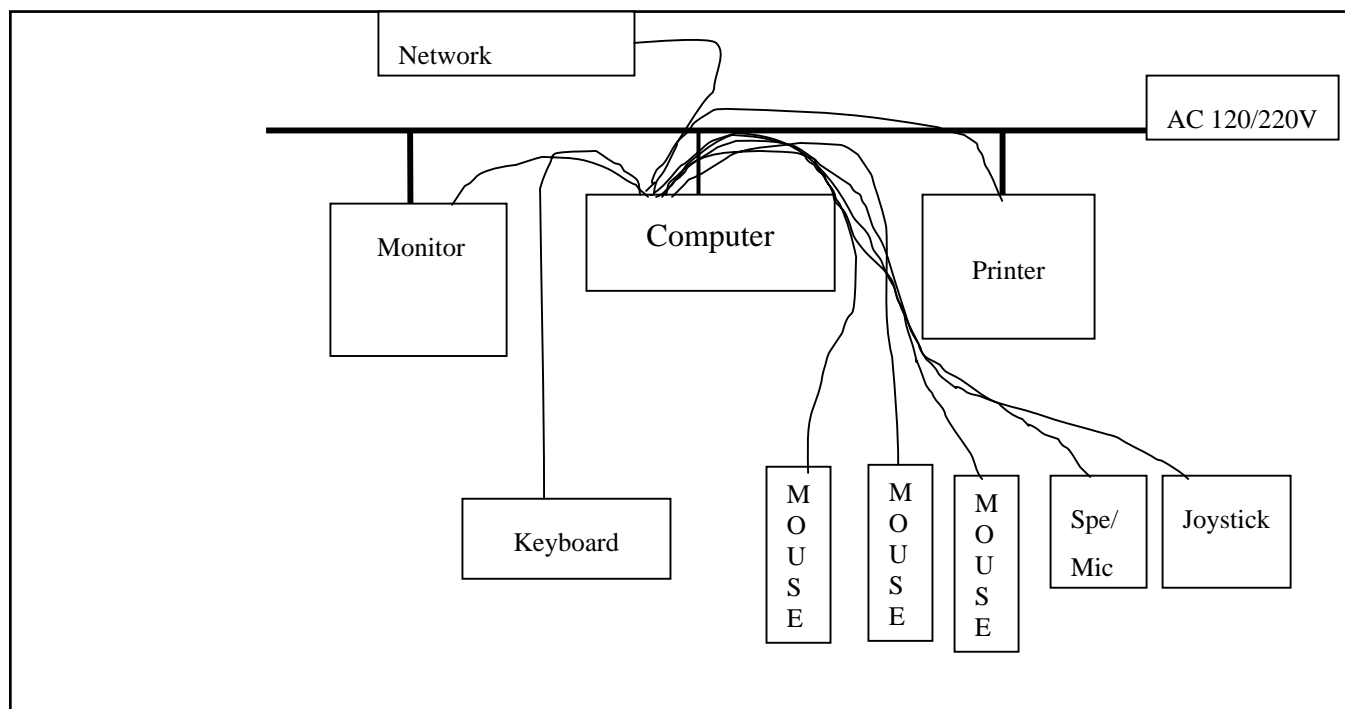 Network
AC 120/220V
Monitor
Computer
Printer
Keyboard
M
O
U
S
E
M
O
U
S
E
M
O
U
S
E
Spe/
Mic
Joystick